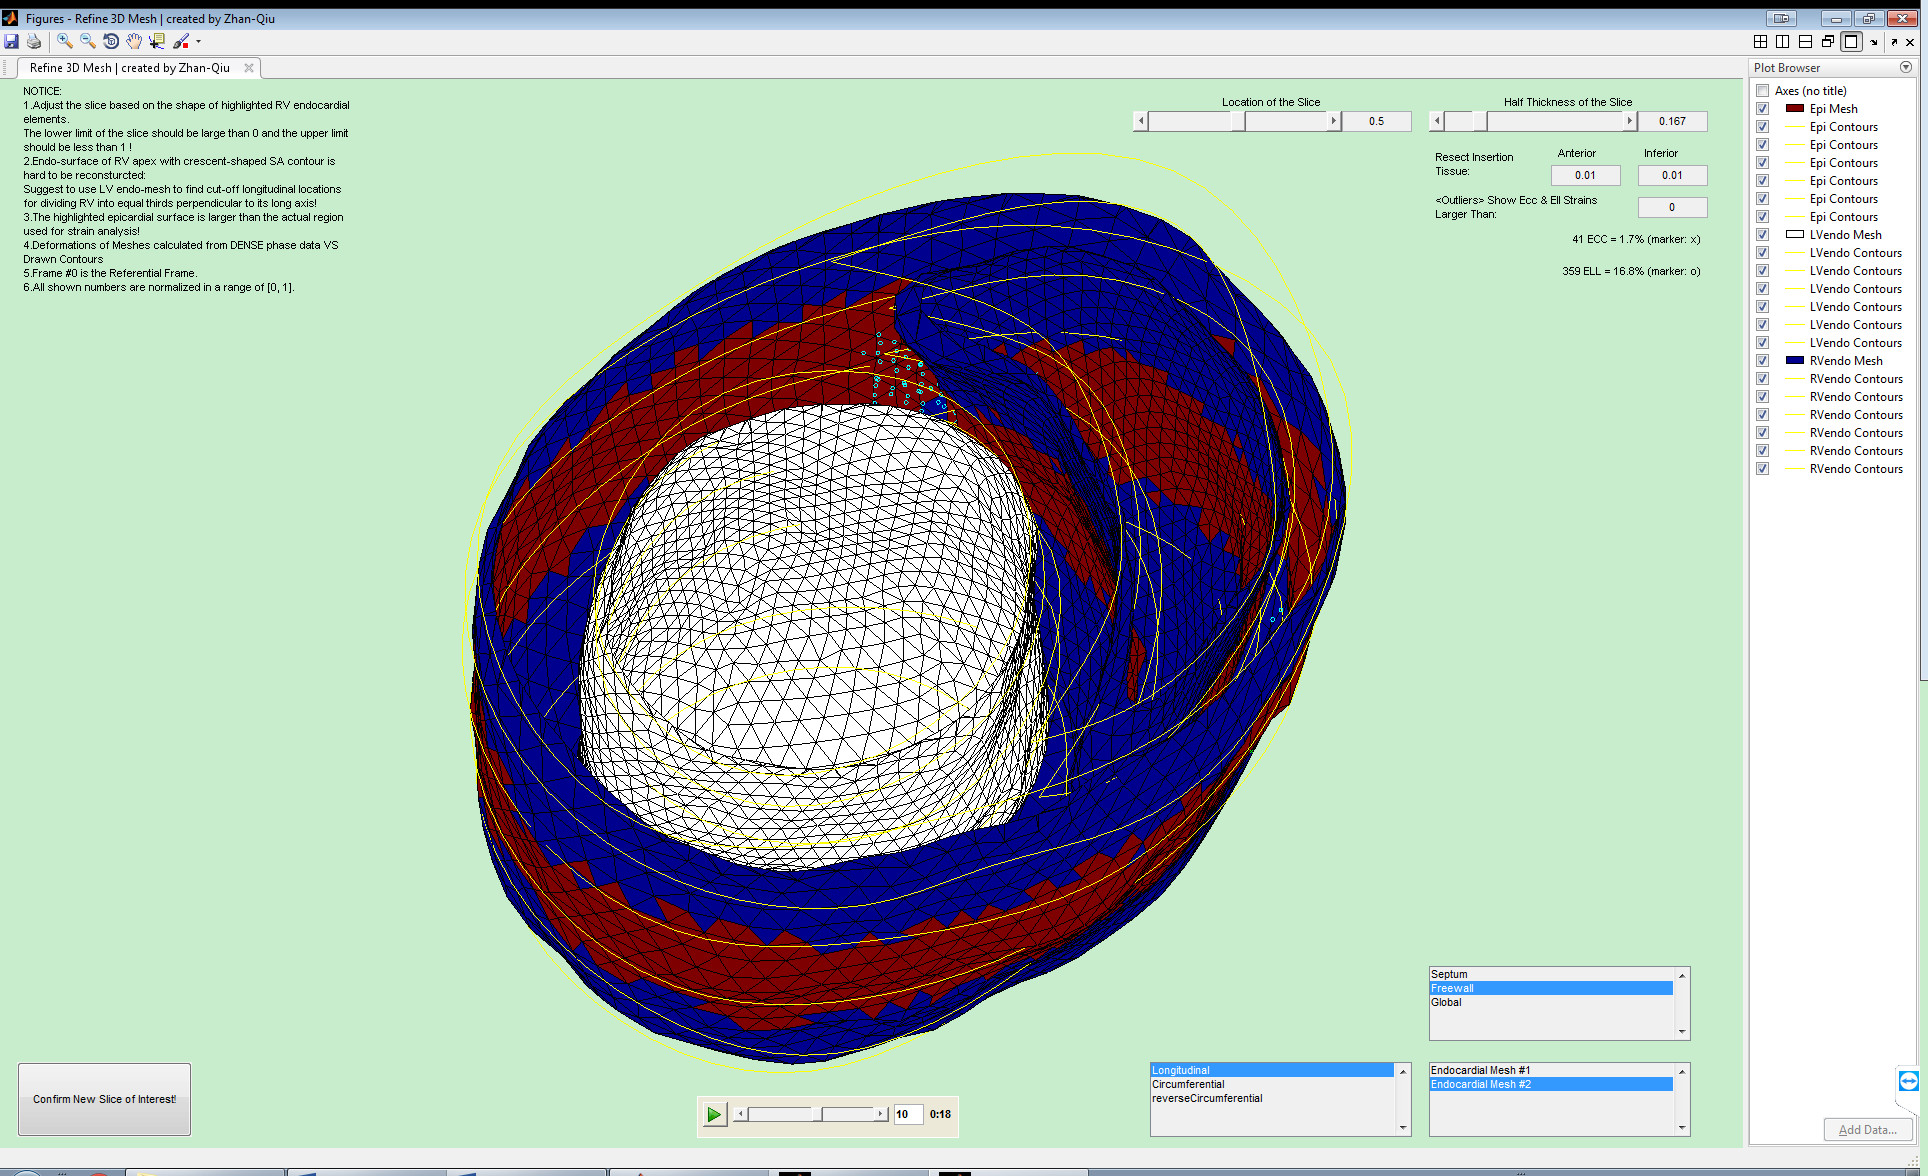 Figures - Refine 3D Mesh | created by Zhan-Qiu
Refine 3D Mesh | created by Zhan-Qiu
NOTICE:
1.Adjust the slice based on the shape of highlighted RV endocardial
elements.
The lower limit of the slice should be large than 0 and the upper limit
should be less than 1 !
2.Endo-surface of RV apex with crescent-shaped SA contour is
hard to be reconsturcted:
Suggest to use LV endo-mesh to find cut-off longitudinal locations
for dividing RV into equal thirds perpendicular to its long axis!
3.The highlighted epicardial surface is larger than the actual region
used for strain analysis!
4.Deformations of Meshes calculated from DENSE phase data VS
Drawn Contours
5.Frame #0 is the Referential Frame.
6.All shown numbers are normalized in a range of [0, 1].
Location of the Slice
0.5
Half Thickness of the Slice
0.167
Resect Insertion
Tissue:
Anterior
0.01
Inferior
0.01
<Outliers> Show Ecc & Ell Strains
Larger Than:
0
41 ECC = 1.7% (marker: x)
359 ELL = 16.8% (marker: o)
Septum
Freewall
Global
Longitudinal
Circumferential
reverseCircumferential
Endocardial Mesh #1
Endocardial Mesh #2
Confirm New Slice of Interest!
10
0:18
Plot Browser
Axes (no title)
Epi Mesh
Epi Contours
Epi Contours
Epi Contours
Epi Contours
Epi Contours
Epi Contours
LVendo Mesh
LVendo Contours
LVendo Contours
LVendo Contours
LVendo Contours
LVendo Contours
LVendo Contours
RVendo Mesh
RVendo Contours
RVendo Contours
RVendo Contours
RVendo Contours
RVendo Contours
RVendo Contours
Add Data...